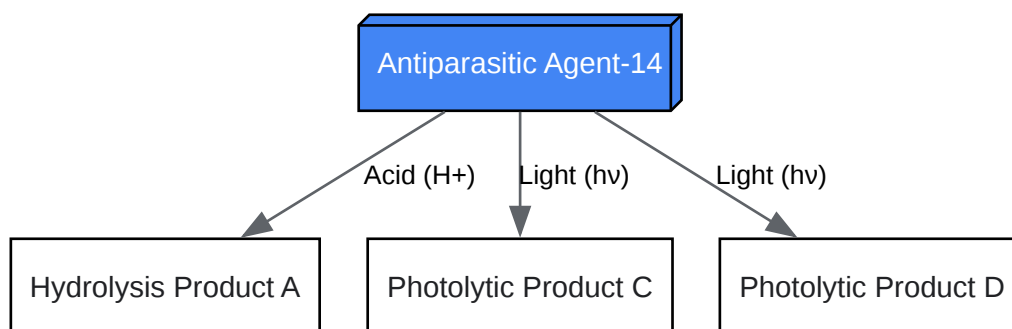 Antiparasitic Agent-14
Acid (H+)
Light (hν)
Light (hν)
Hydrolysis Product A
Photolytic Product C
Photolytic Product D